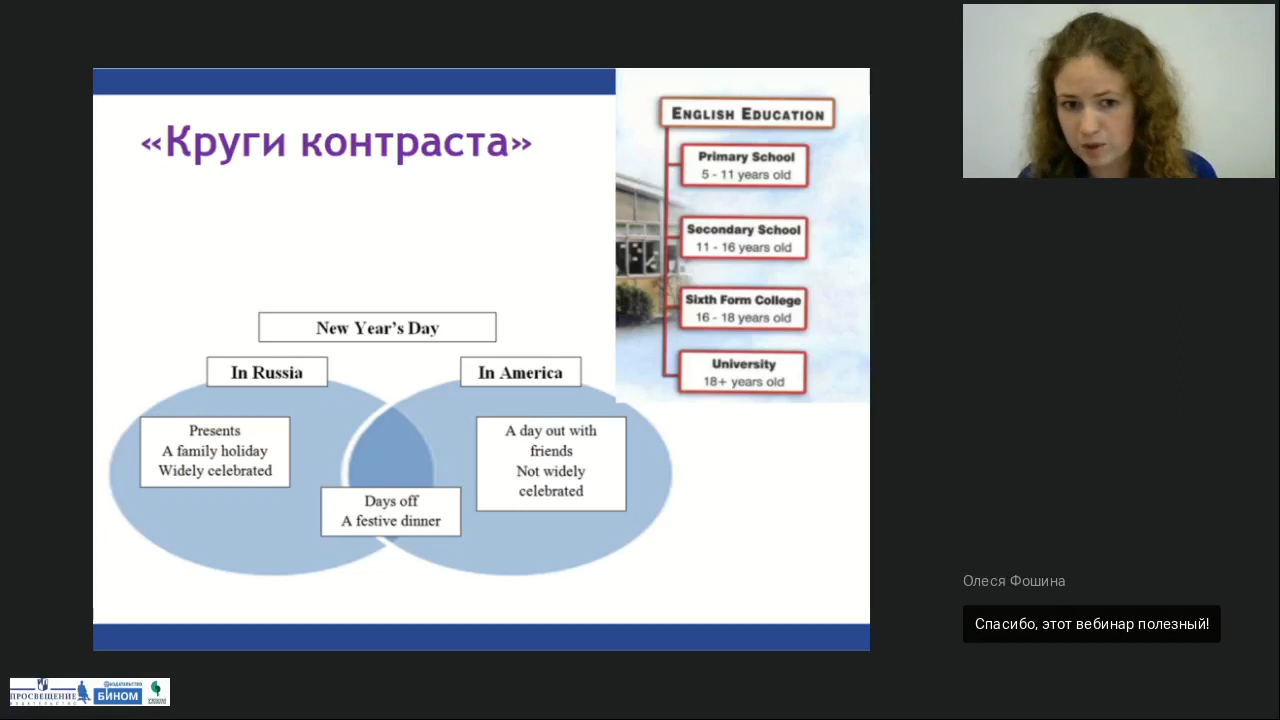 «Круги контраста»
ENGLISH EDUCATION
Primary School
5 - 11 years old
Secondary School
11 - 16 years old
Sixth Form College
16 - 18 years old
University
18+ years old
New Year's Day
In Russia
In America
Presents
A family holiday
Widely celebrated
Days off
A festive dinner
A day out with
friends
Not widely
celebrated
Олеся Фошина
Спасибо, этот вебинар полезный!
ПРОСВЕЩЕНИЕ
ИЗДАТЕЛЬСТВО
ИЗДАТЕЛЬСТВО
БИНОМ